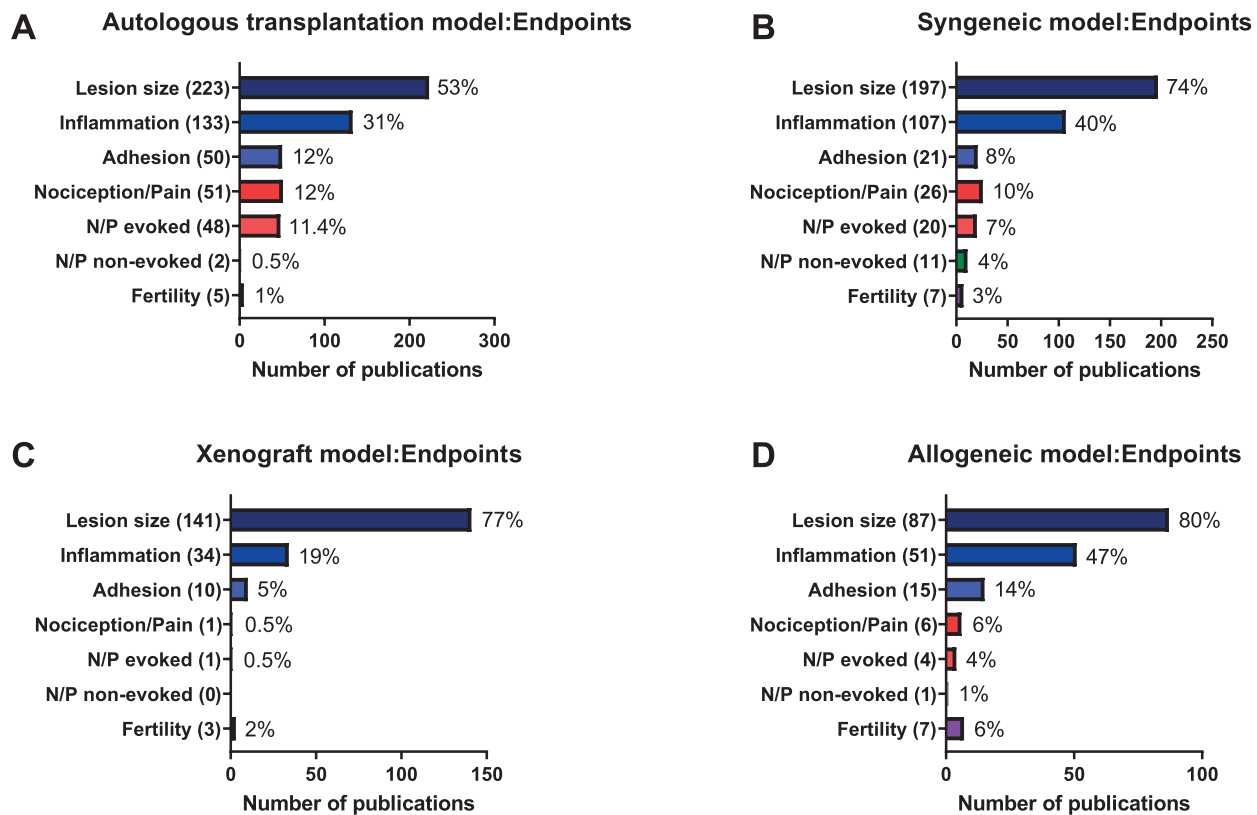 A
Autologous transplantation model:Endpoints
Lesion size (223) 53%
Inflammation (133) 31%
Adhesion (50) 12%
Nociception/Pain (51) 12%
N/P evoked (48) 11.4%
N/P non-evoked (2) 0.5%
Fertility (5) 1%
0 100 200 300
Number of publications
B
Syngeneic model:Endpoints
Lesion size (197) 74%
Inflammation (107) 40%
Adhesion (21) 8%
Nociception/Pain (26) 10%
N/P evoked (20) 7%
N/P non-evoked (11) 4%
Fertility (7) 3%
0 50 100 150 200 250
Number of publications
C
Xenograft model:Endpoints
Lesion size (141) 77%
Inflammation (34) 19%
Adhesion (10) 5%
Nociception/Pain (1) 0.5%
N/P evoked (1) 0.5%
N/P non-evoked (0)
Fertility (3) 2%
0 50 100 150
Number of publications
D
Allogeneic model:Endpoints
Lesion size (87) 80%
Inflammation (51) 47%
Adhesion (15) 14%
Nociception/Pain (6) 6%
N/P evoked (4) 4%
N/P non-evoked (1) 1%
Fertility (7) 6%
0 50 100
Number of publications